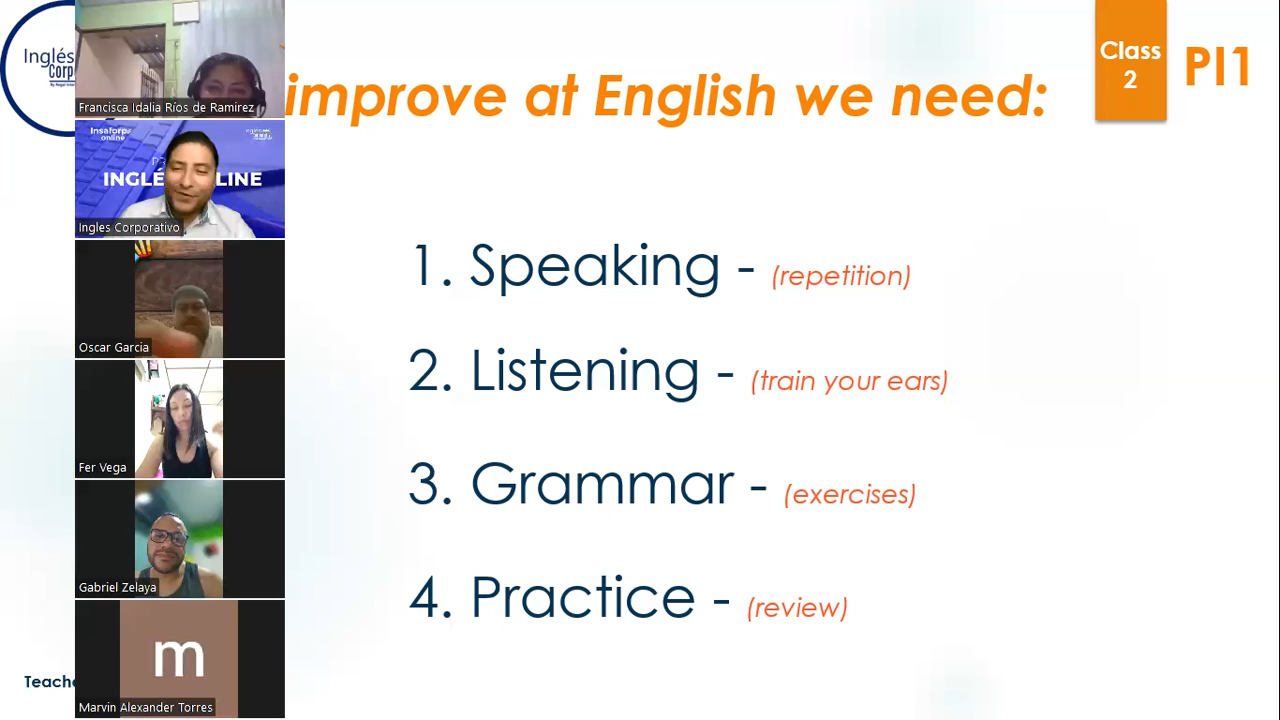 Inglés
Corp
improve at English we need:
Class
2
PI1
1. Speaking - (repetition)
2. Listening - (train your ears)
3. Grammar - (exercises)
4. Practice - (review)
Francisca Idalia Ríos de Ramirez
Insaforp
online
INGLÉ
LINE
Ingles Corporativo
Oscar Garcia
Fer Vega
Gabriel Zelaya
m
Marvin Alexander Torres